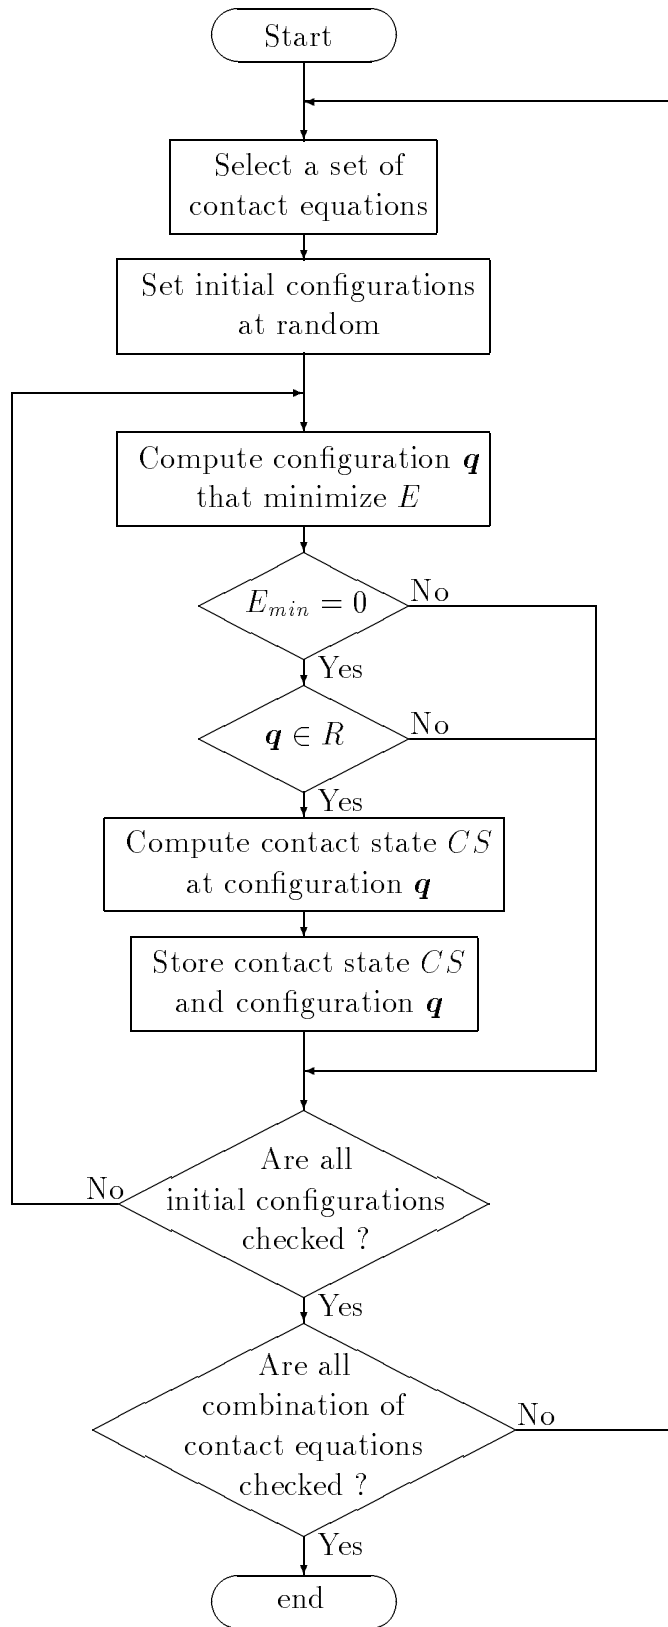 Start
Select a set of
contact equations
Set initial configurations
at random
Compute configuration q
that minimize E
E_min = 0
No
Yes
q ∈ R
No
Yes
Compute contact state CS
at configuration q
Store contact state CS
and configuration q
Are all
initial configurations
checked ?
No
Yes
Are all
combination of
contact equations
checked ?
No
Yes
end